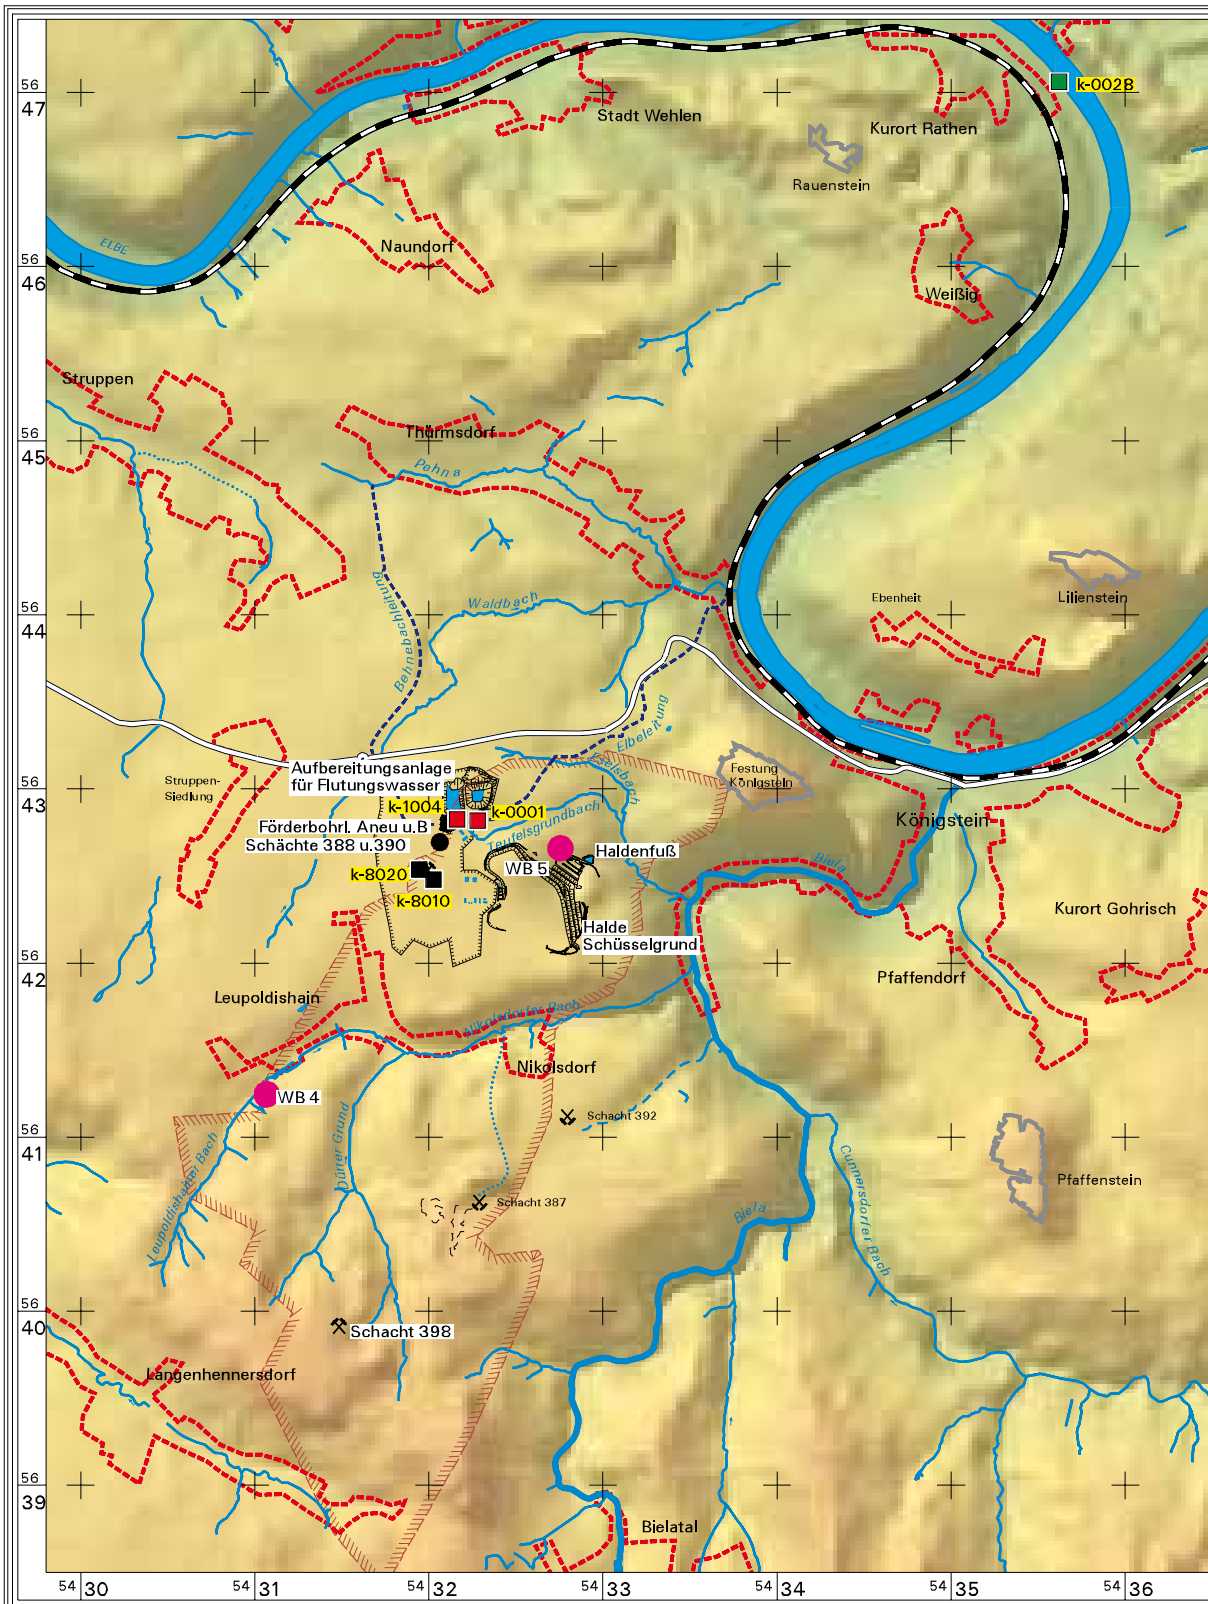 56
47
k-0028
Stadt Wehlen
Kurort Rathen
Rauenstein
Naundorf
ELBE
56
46
Weißig
Struppen
Thürmsdorf
56
45
Pehna
Behnebachleitung
Waldbach
Ebenheit
Lilienstein
56
44
Elbeleitung
Eselsbach
Struppen-
Siedlung
Aufbereitungsanlage
für Flutungswasser
Festung
Königstein
56
43
k-1004
k-0001
Förderbohrl. Aneu u.B
Schächte 388 u.390
Teufelsgrundbach
Königstein
Haldenfuß
WB 5
k-8020
k-8010
Biela
Kurort Gohrisch
Halde
Schüsselgrund
56
42
Pfaffendorf
Leupoldishain
Nikolsdorfer Bach
Nikolsdorf
WB 4
Schacht 392
56
41
Dürrer Grund
Leupoldishainer Bach
Cunnersdorfer Bach
Pfaffenstein
Schacht 387
Biela
56
40
Schacht 398
Langenhennersdorf
56
39
Bielatal
54 30
54 31
54 32
54 33
54 34
54 35
54 36